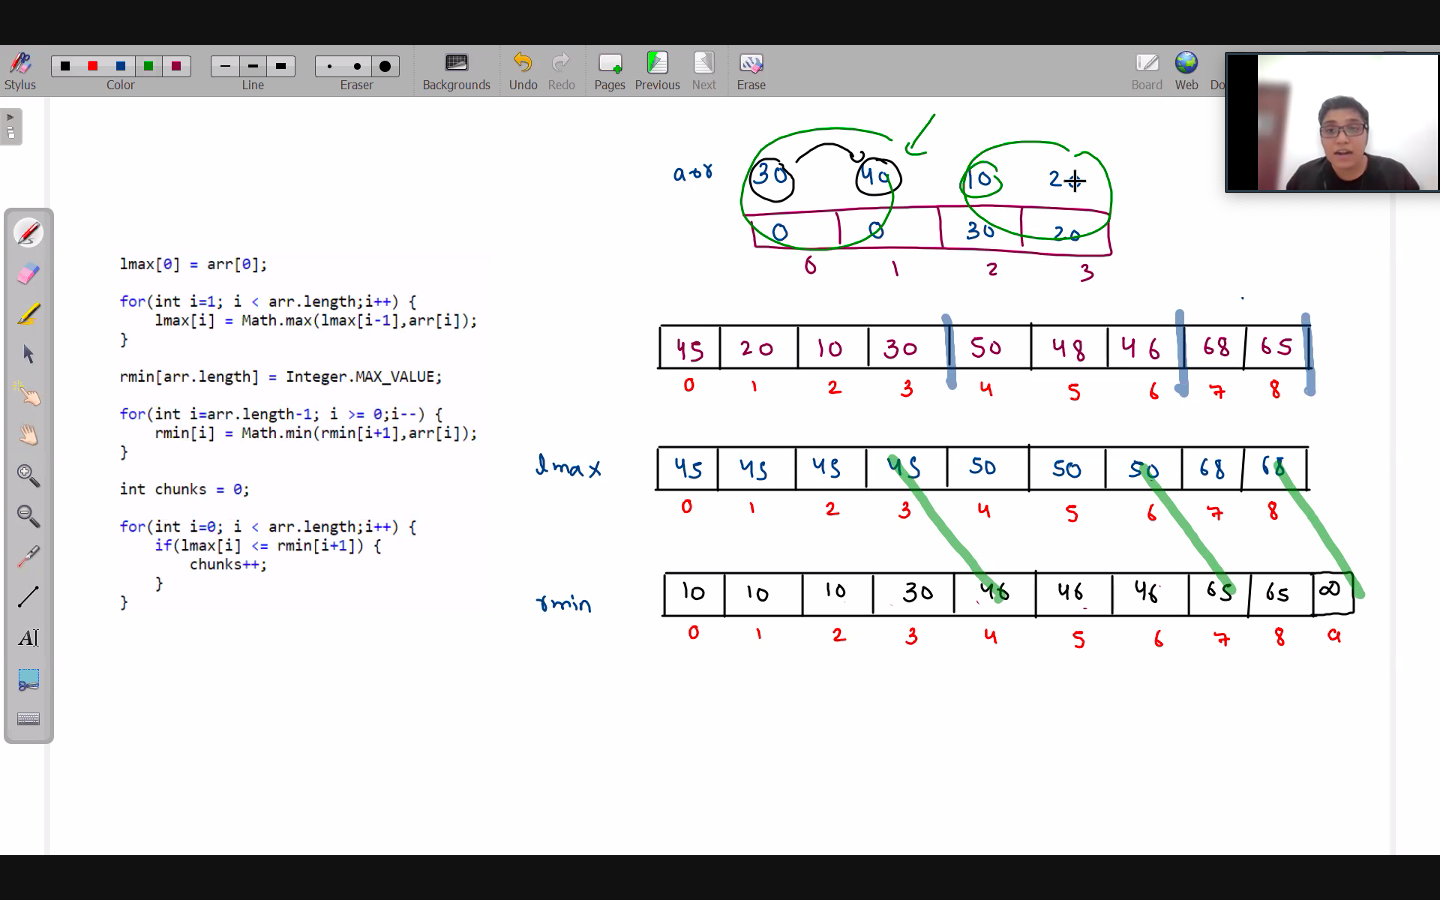 Stylus Color Line Eraser Backgrounds Undo Redo Pages Previous Next Erase Board Web Do
lmax[0] = arr[0];
for(int i=1; i < arr.length;i++) {
lmax[i] = Math.max(lmax[i-1],arr[i]);
}
rmin[arr.length] = Integer.MAX_VALUE;
for(int i=arr.length-1; i >= 0;i--) {
rmin[i] = Math.min(rmin[i+1],arr[i]);
}
int chunks = 0;
for(int i=0; i < arr.length;i++) {
if(lmax[i] <= rmin[i+1]) {
chunks++;
}
}
arr 30 40 10 2
0 0 30 20
0 1 2 3
45 20 10 30 50 48 46 68 65
0 1 2 3 4 5 6 7 8
lmax 45 45 45 45 50 50 50 68 68
0 1 2 3 4 5 6 7 8
rmin 10 10 10 30 46 46 46 65 65 ∞
0 1 2 3 4 5 6 7 8 9
A